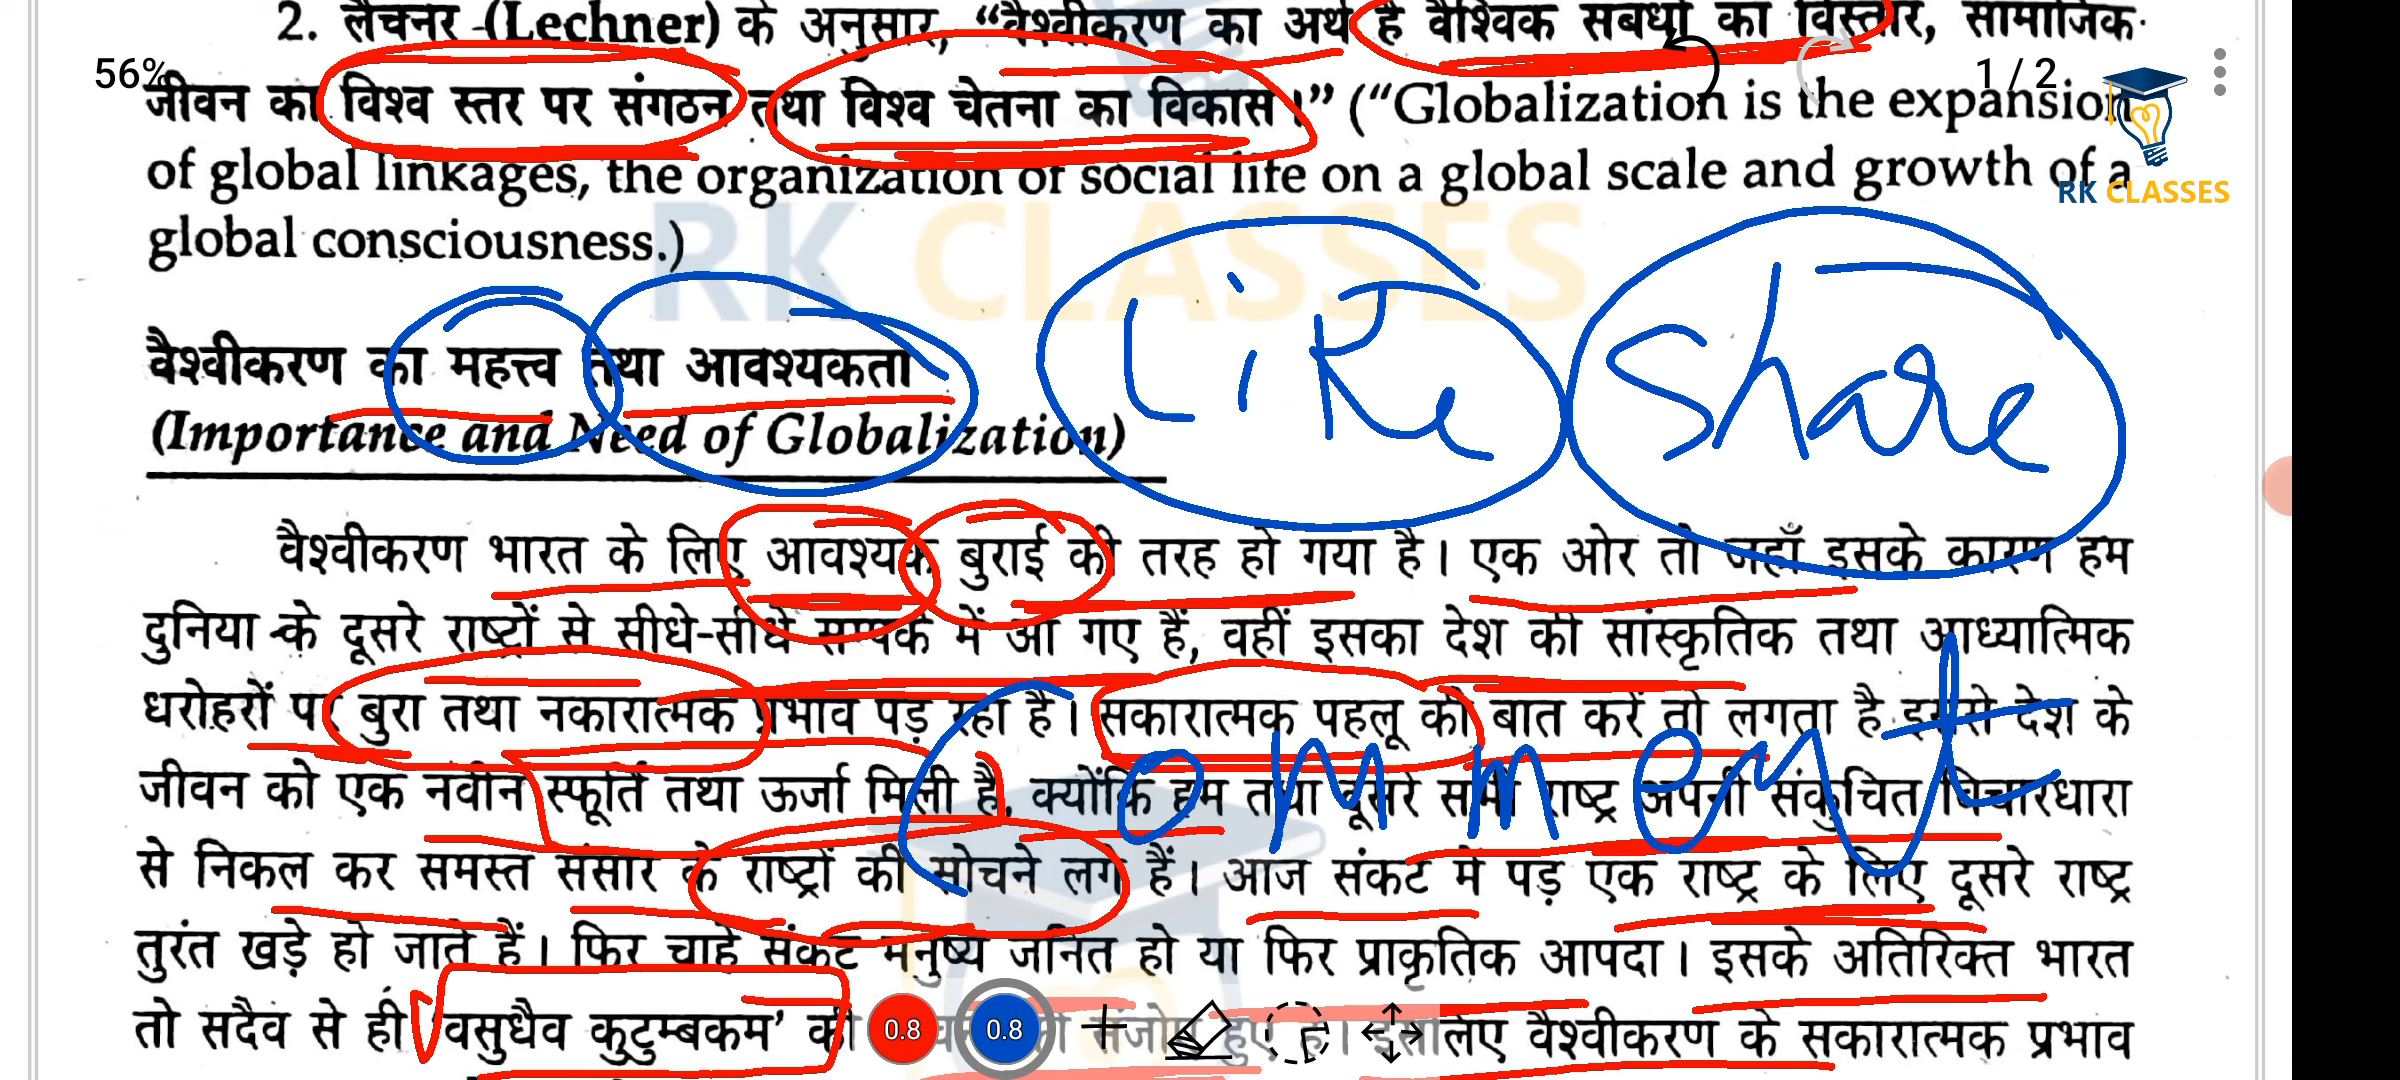 2. लैचनर -(Lechner) के अनुसार, “वैश्वीकरण का अर्थ है वैश्विक संबंधों का विस्तार, सामाजिक
56%
1 / 2
जीवन का विश्व स्तर पर संगठन तथा विश्व चेतना का विकास।” (“Globalization is the expansion
of global linkages, the organization of social life on a global scale and growth of a
RK CLASSES
global consciousness.)
RK CLASSES
Like
Share
वैश्वीकरण का महत्त्व तथा आवश्यकता
(Importance and Need of Globalization)
वैश्वीकरण भारत के लिए आवश्यक बुराई की तरह हो गया है। एक ओर तो जहाँ इसके कारण हम
दुनिया के दूसरे राष्ट्रों से सीधे-सीधे सम्पर्क में आ गए हैं, वहीं इसका देश की सांस्कृतिक तथा आध्यात्मिक
धरोहरों पर बुरा तथा नकारात्मक प्रभाव पड़ रहा है। सकारात्मक पहलू की बात करें तो लगता है इससे देश के
Comment
जीवन को एक नवीन स्फूर्ति तथा ऊर्जा मिली है, क्योंकि हम तथा दूसरे सभी राष्ट्र अपनी संकुचित विचारधारा
से निकल कर समस्त संसार के राष्ट्रों की सोचने लगे हैं। आज संकट में पड़े एक राष्ट्र के लिए दूसरे राष्ट्र
तुरंत खड़े हो जाते हैं। फिर चाहे संकट मनुष्य जनित हो या फिर प्राकृतिक आपदा। इसके अतिरिक्त भारत
तो सदैव से ही ‘वसुधैव कुटुम्बकम’ की संजोए हुए है। इसलिए वैश्वीकरण के सकारात्मक प्रभाव
0.8
0.8